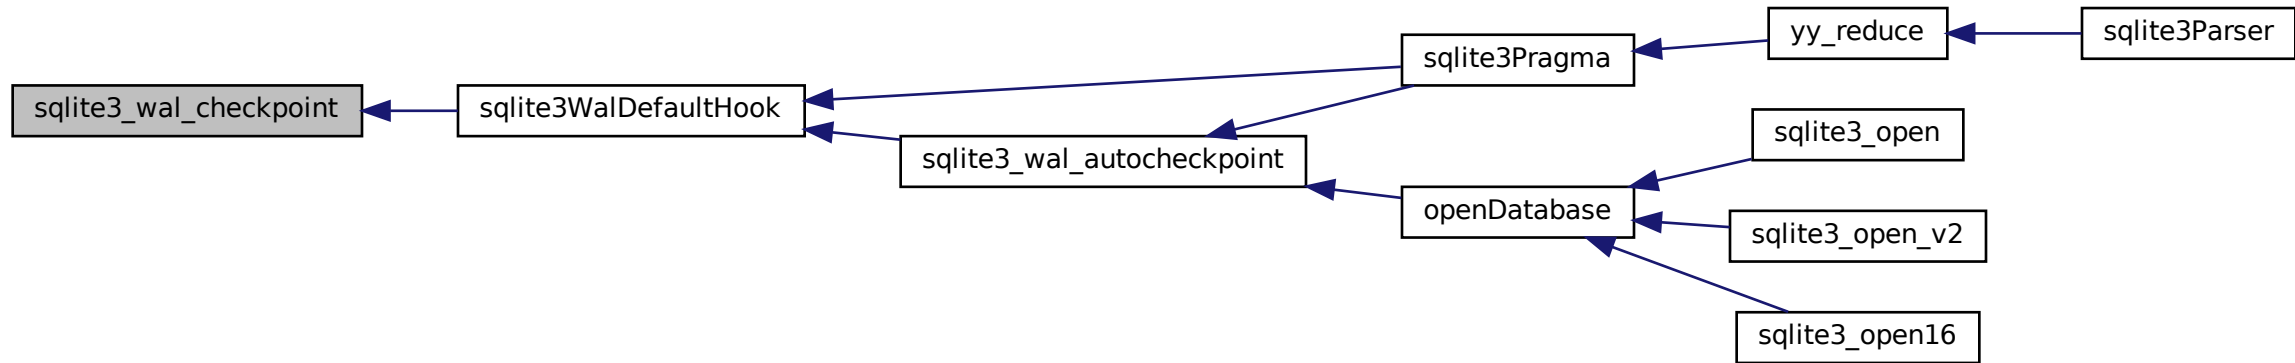 sqlite3_wal_checkpoint
sqlite3WalDefaultHook
sqlite3_wal_autocheckpoint
sqlite3Pragma
openDatabase
yy_reduce
sqlite3_open
sqlite3_open_v2
sqlite3_open16
sqlite3Parser